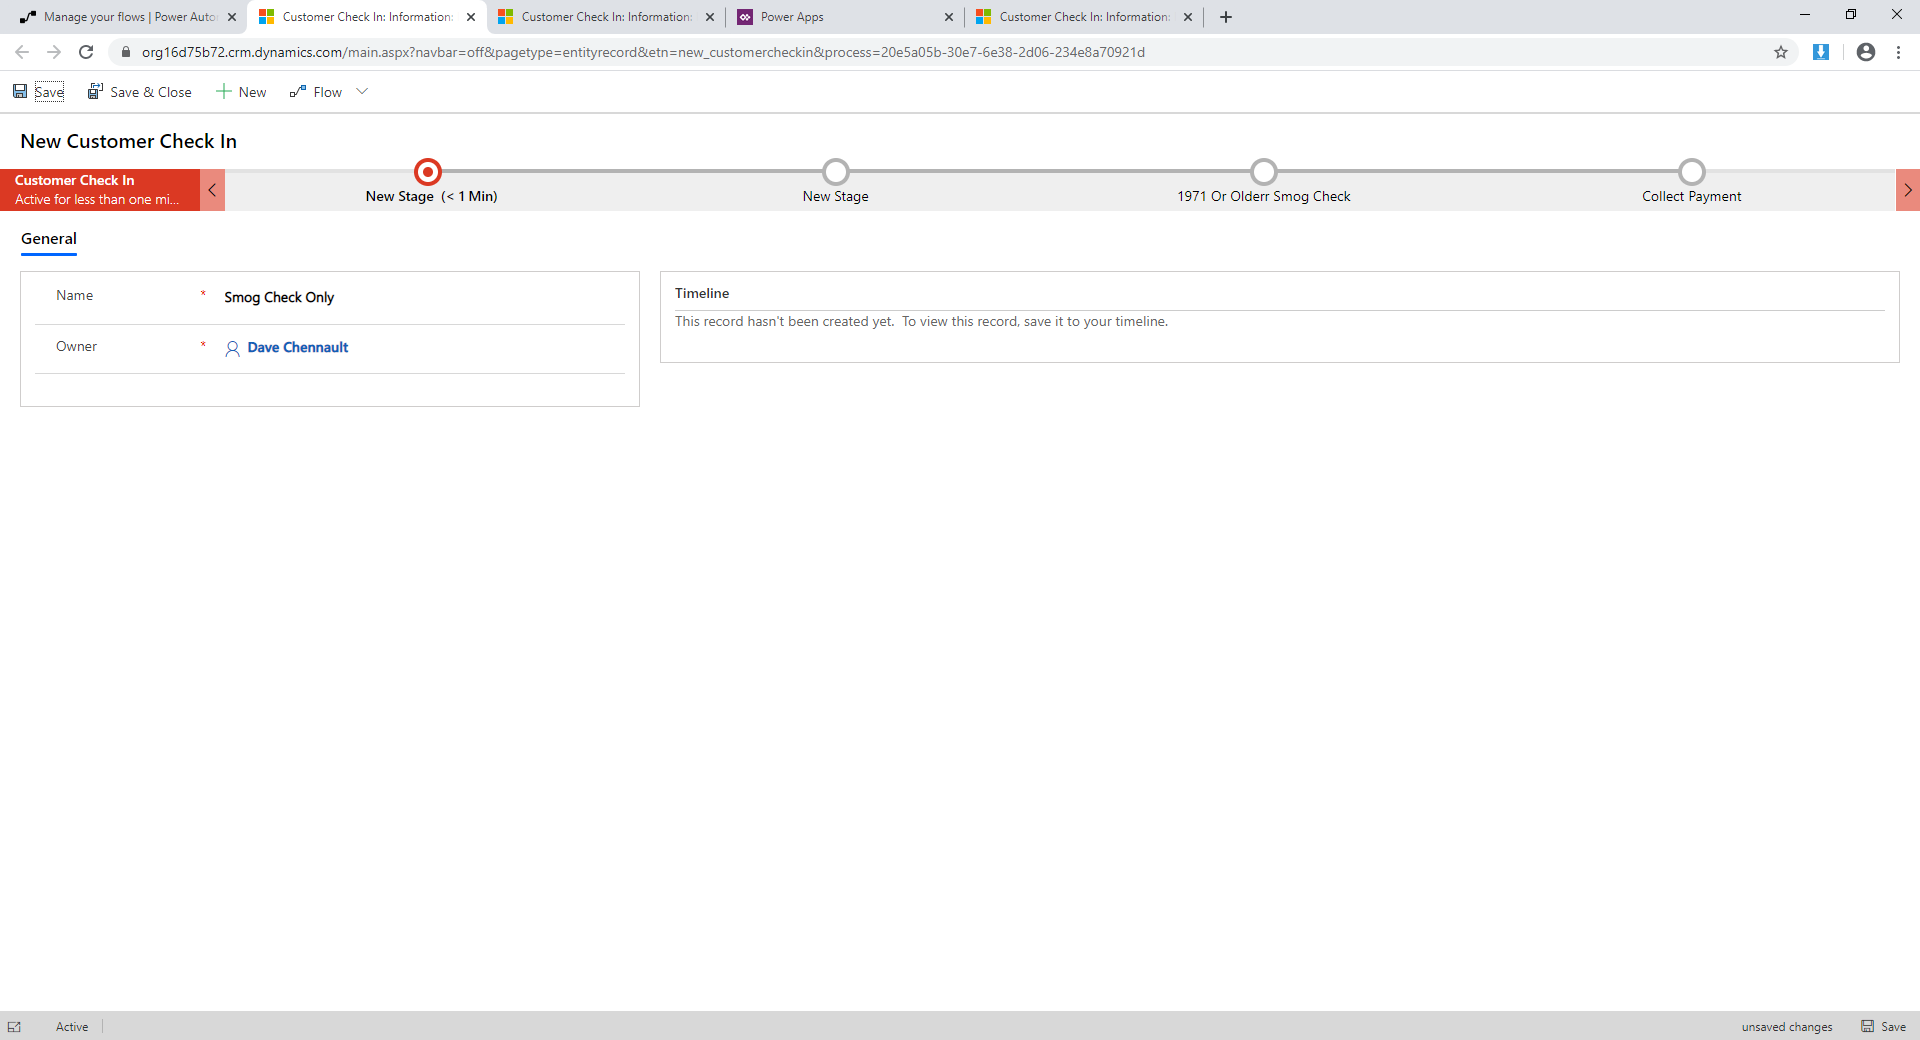 Manage your flows | Power Auto
Customer Check In: Information:
Customer Check In: Information:
Power Apps
Customer Check In: Information:
org16d75b72.crm.dynamics.com/main.aspx?navbar=off&pagetype=entityrecord&etn=new_customercheckin&process=20e5a05b-30e7-6e38-2d06-234e8a70921d
Save
Save & Close
New
Flow
New Customer Check In
Customer Check In
Active for less than one mi...
New Stage (< 1 Min)
New Stage
1971 Or Olderr Smog Check
Collect Payment
General
Name * Smog Check Only
Owner * Dave Chennault
Timeline
This record hasn't been created yet. To view this record, save it to your timeline.
Active
unsaved changes
Save